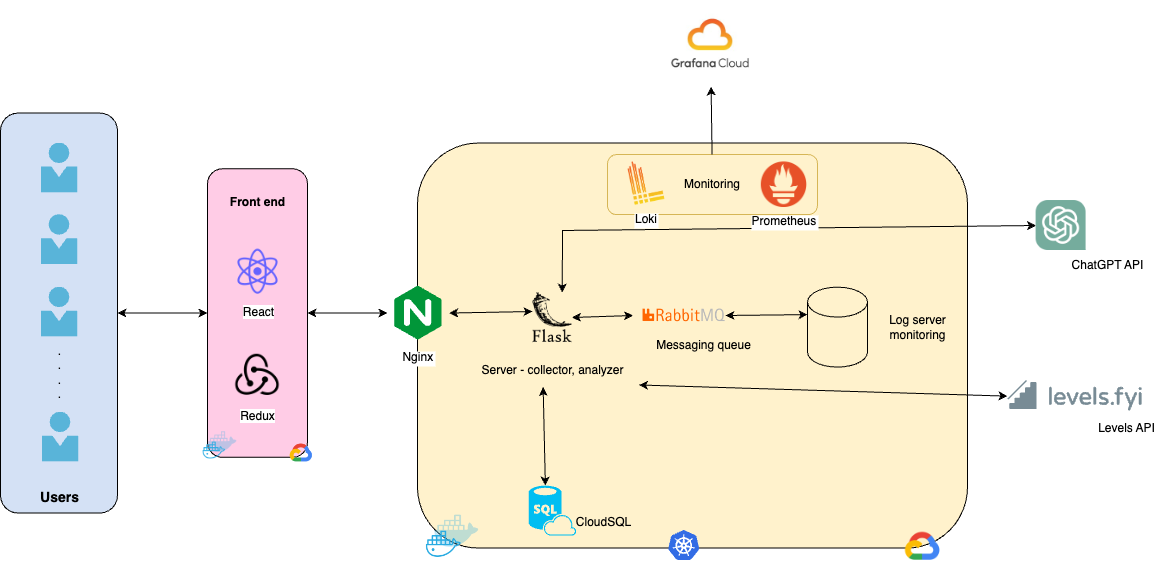 Grafana Cloud
Monitoring
Loki
Prometheus
Front end
ChatGPT API
React
N
RabbitMQ
Log server
monitoring
Flask
Messaging queue
Nginx
Server - collector, analyzer
levels.fyi
Redux
Levels API
Users
SQL
CloudSQL